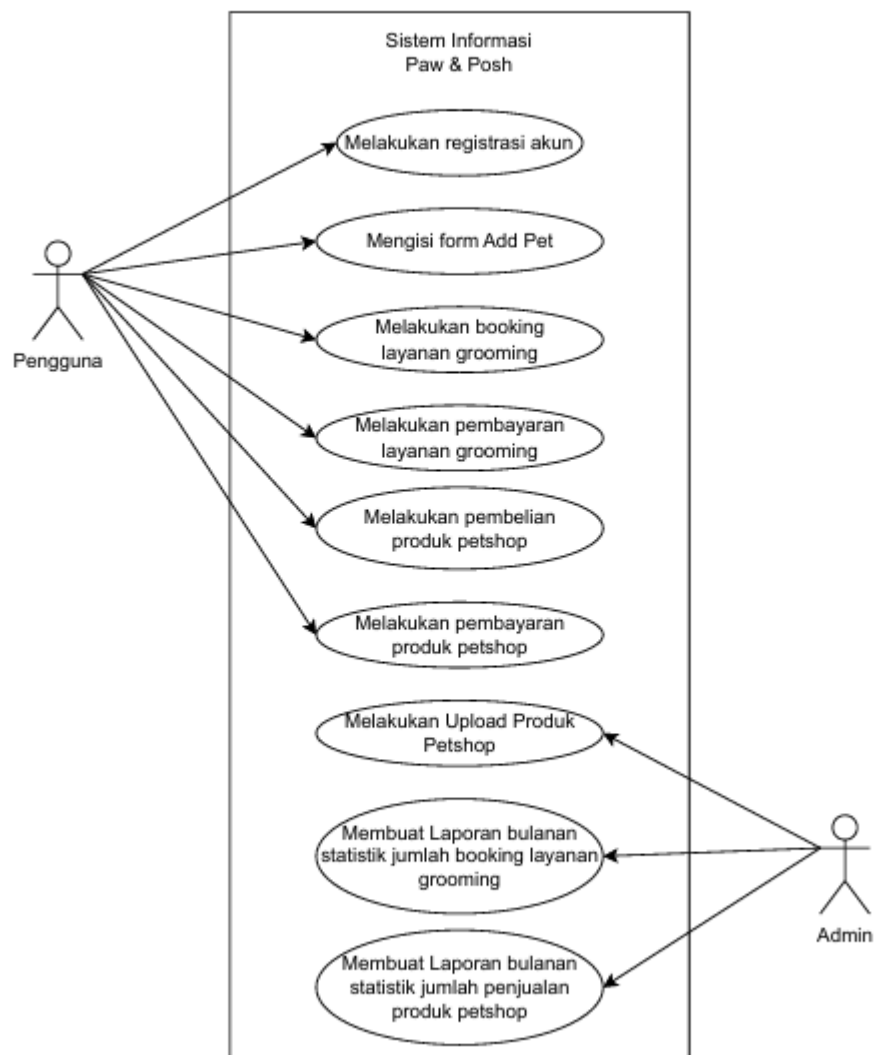 Sistem Informasi
Paw & Posh
Melakukan registrasi akun
Mengisi form Add Pet
Pengguna
Melakukan booking
layanan grooming
Melakukan pembayaran
layanan grooming
Melakukan pembelian
produk petshop
Melakukan pembayaran
produk petshop
Melakukan Upload Produk
Petshop
Membuat Laporan bulanan
statistik jumlah booking layanan
grooming
Admin
Membuat Laporan bulanan
statistik jumlah penjualan
produk petshop